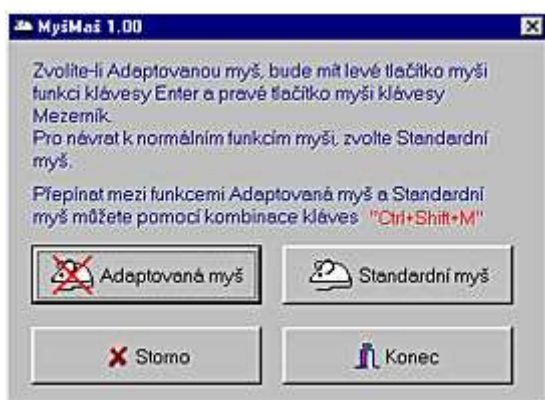 MyšMaš 1.00
Zvolíte-li Adaptovanou myš, bude mít levé tlačítko myši
funkci klávesy Enter a pravé tlačítko myši klávesy
Mezerník.
Pro návrat k normálním funkcím myši, zvolte Standardní
myš.
Přepínat mezi funkcemi Adaptovaná myš a Standardní
myš můžete pomocí kombinace kláves "Ctrl+Shift+M"
Adaptovaná myš
Standardní myš
Storno
Konec